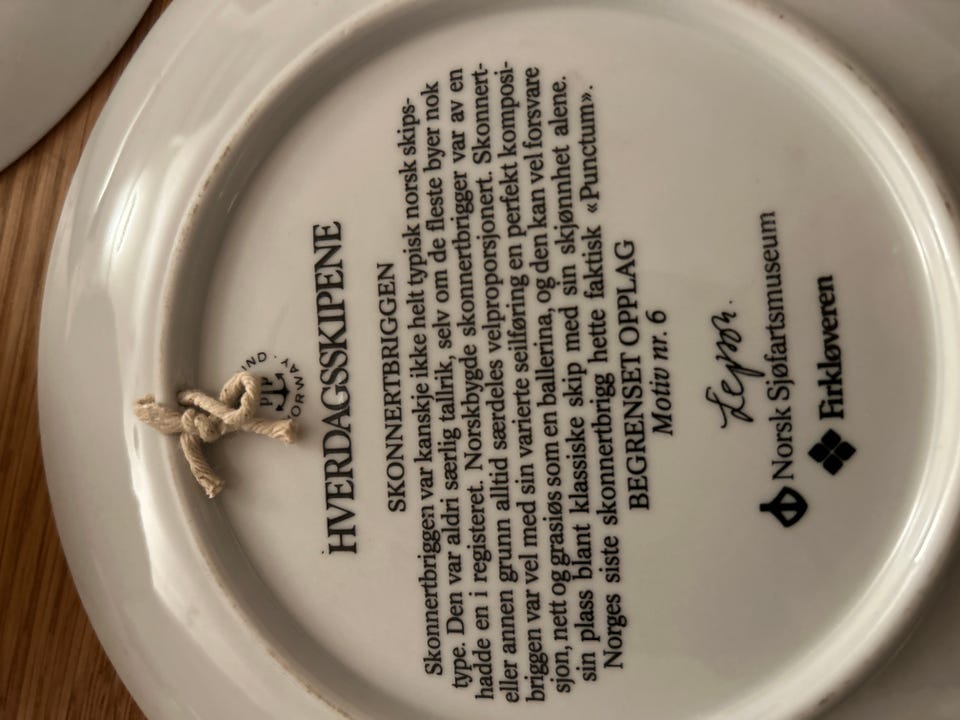 PP
HVERDAGSSKIPENE
SKONNERTBRIGGEN
Skonnertbriggen var kanskje ikke helt typisk norsk skips-
type. Den var aldri særlig tallrik, selv om de fleste byer nok
hadde en i registeret. Norskbygde skonnertbrigger var av en
eller annen grunn alltid særdeles velproporsjonert. Skonnert-
briggen var vel med sin varierte seilføring en perfekt komposi-
sjon, nett og grasiøs som en ballerina, og den kan vel forsvare
sin plass blant klassiske skip med sin skjønnhet alene.
Norges siste skonnertbrigg hette faktisk «Punctum».
BEGRENSET OPPLAG
Motiv nr. 6
Norsk Sjøfartsmuseum
Firkløveren